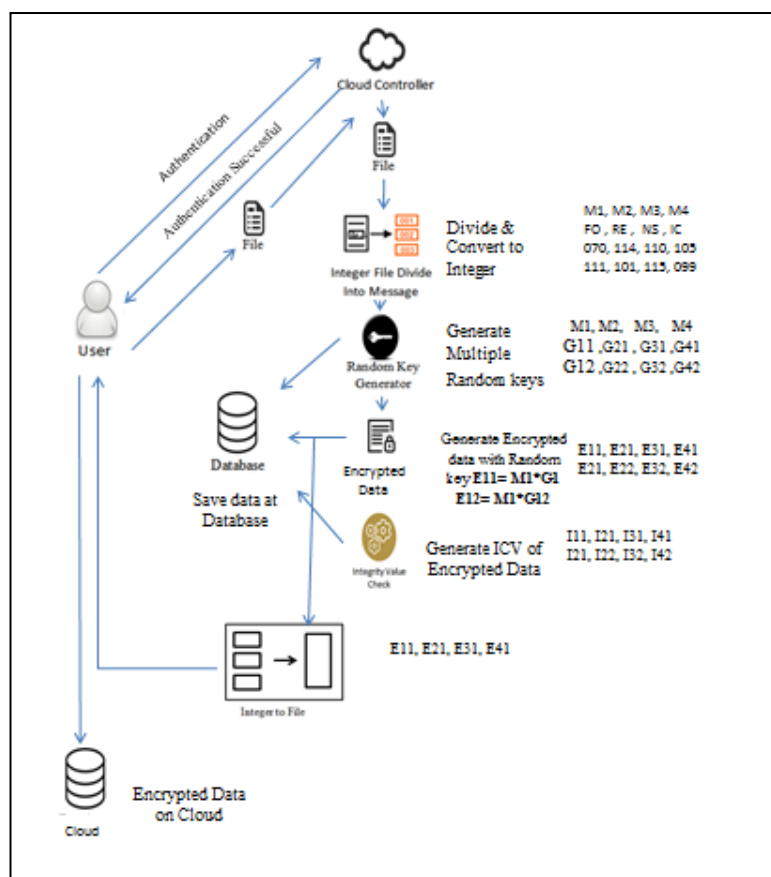 Cloud Controller
Authentication
Authentication Successful
File
File
Divide &
Convert to
Integer
M1, M2, M3, M4
FO , RE , NS , IC
070, 114, 110, 105
111, 101, 115, 099
Integer File Divide
Into Message
User
Generate
Multiple
Random keys
M1, M2, M3, M4
G11 ,G21 , G31 ,G41
G12 ,G22 , G32 ,G42
Random Key
Generator
Database
Save data at
Database
Encrypted
Data
Generate Encrypted
data with Random
key E11= M1*G1
E12= M1*G12
E11, E21, E31, E41
E21, E22, E32, E42
Integrity Value
Check
Generate ICV of
Encrypted Data
I11, I21, I31, I41
I21, I22, I32, I42
E11, E21, E31, E41
Integer to File
Encrypted Data
on Cloud
Cloud